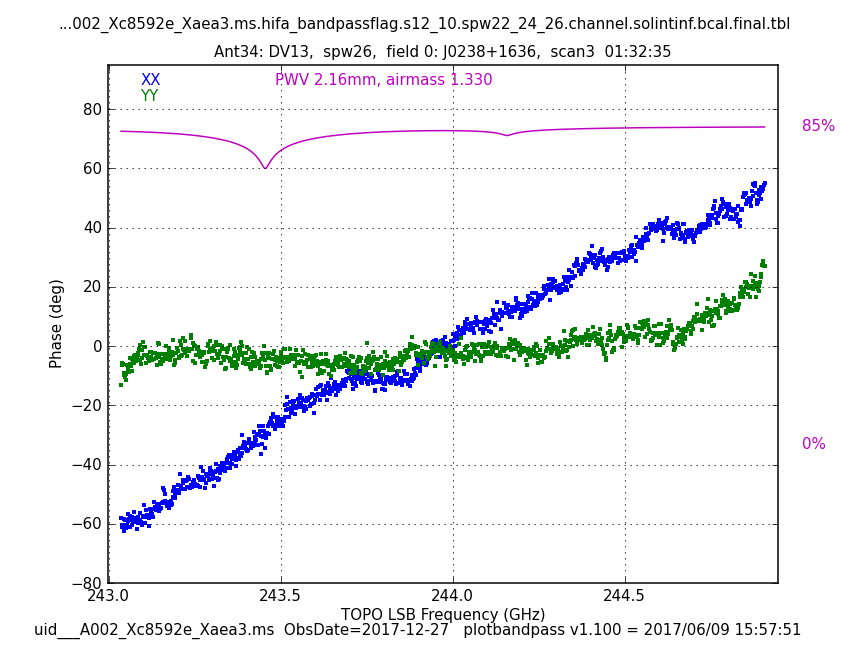 ...002_Xc8592e_Xaea3.ms.hifa_bandpassflag.s12_10.spw22_24_26.channel.solintinf.bcal.final.tbl
Ant34: DV13,  spw26,  field 0: J0238+1636,  scan3  01:32:35
XX
PWV 2.16mm, airmass 1.330
YY
80
85%
60
40
20
0
−20
−40
0%
−60
−80
Phase (deg)
243.0
243.5
244.0
244.5
TOPO LSB Frequency (GHz)
uid___A002_Xc8592e_Xaea3.ms  ObsDate=2017-12-27   plotbandpass v1.100 = 2017/06/09 15:57:51